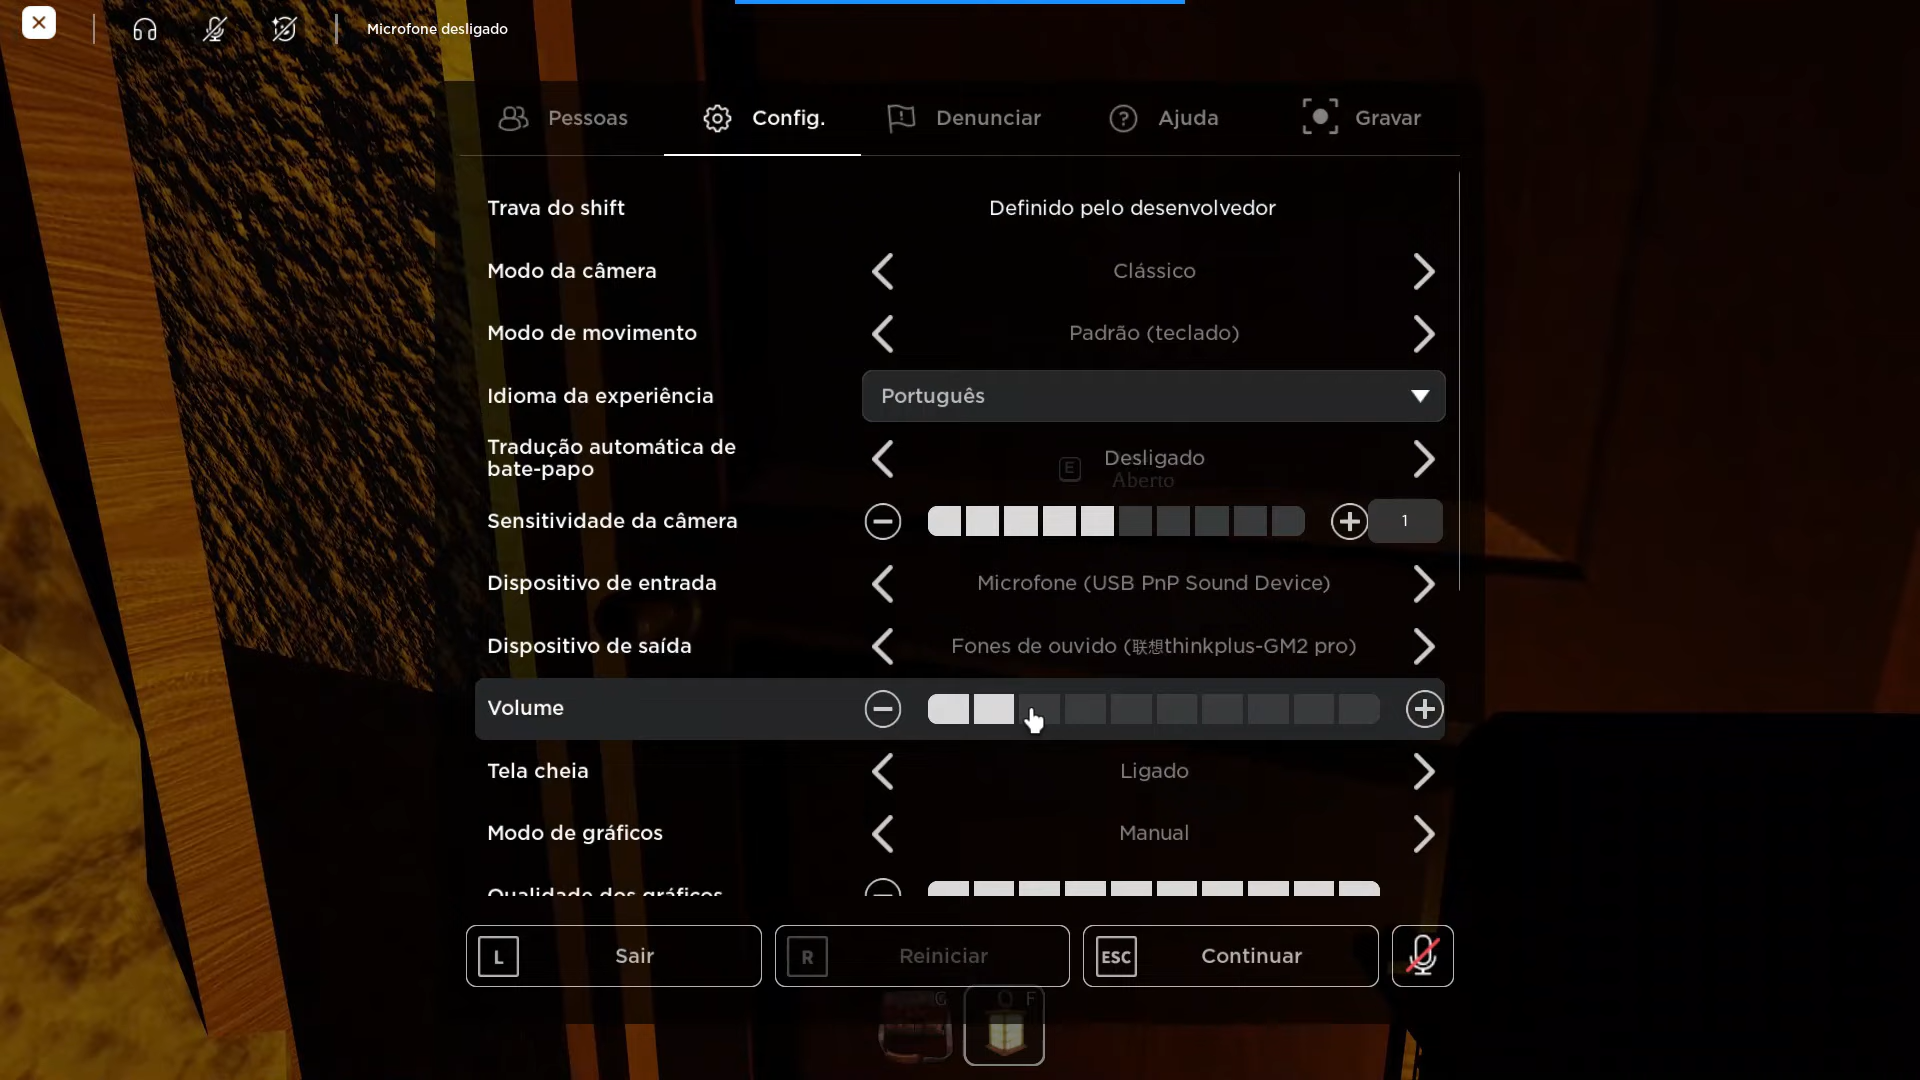 Microfone desligado
Pessoas
Config.
Denunciar
Ajuda
Gravar
Trava do shift
Definido pelo desenvolvedor
Modo da câmera
Clássico
Modo de movimento
Padrão (teclado)
Idioma da experiência
Português
Tradução automática de
bate-papo
Desligado
E
Aberto
Sensitividade da câmera
1
Dispositivo de entrada
Microfone (USB PnP Sound Device)
Dispositivo de saída
Fones de ouvido (联想thinkplus-GM2 pro)
Volume
Tela cheia
Ligado
Modo de gráficos
Manual
Qualidade dos gráficos
L
Sair
R
Reiniciar
ESC
Continuar
G
Q
F